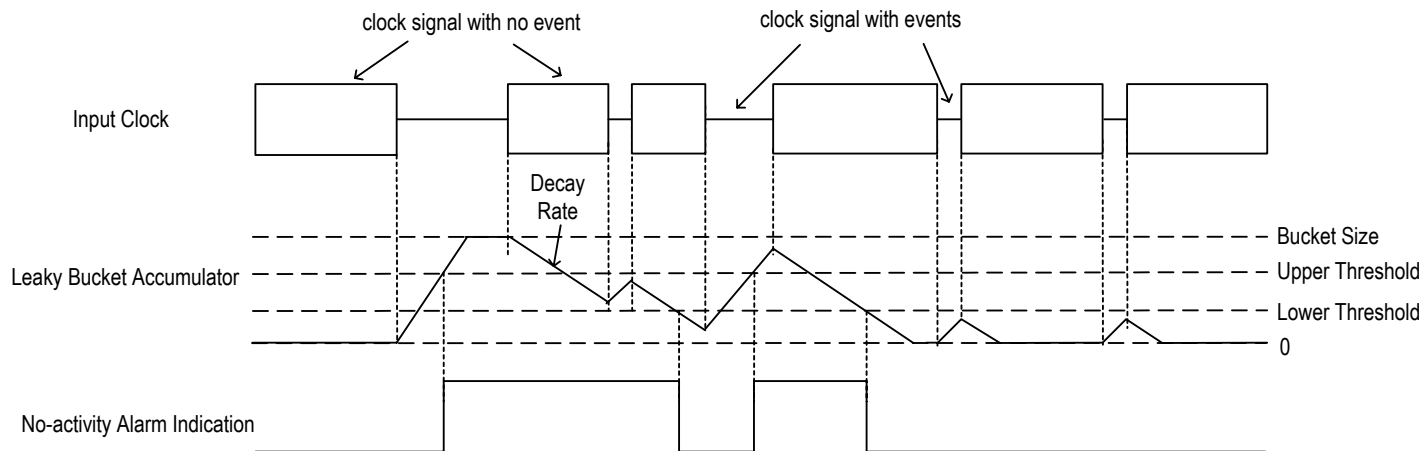 clock signal with no event
clock signal with events
Input Clock
Decay
Rate
Bucket Size
Leaky Bucket Accumulator
Upper Threshold
Lower Threshold
0
No-activity Alarm Indication